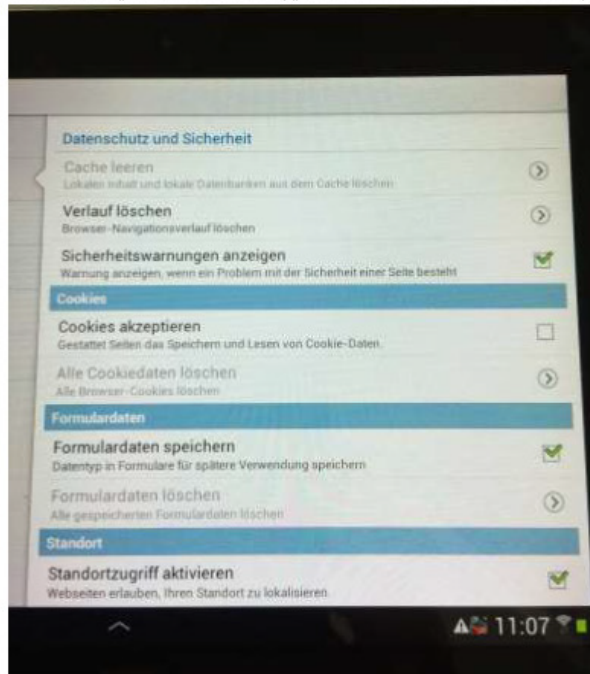 Datenschutz und Sicherheit
Cache leeren
Lokalen Inhalt und lokale Datenbanken aus dem Cache löschen
Verlauf löschen
Browser-Navigationsverlauf löschen
Sicherheitswarnungen anzeigen
Warnung anzeigen, wenn ein Problem mit der Sicherheit einer Seite besteht
Cookies
Cookies akzeptieren
Gestattet Seiten das Speichern und Lesen von Cookie-Daten.
Alle Cookiedaten löschen
Alle Browser-Cookies löschen
Formulardaten
Formulardaten speichern
Datentyp in Formulare für spätere Verwendung speichern
Formulardaten löschen
Alle gespeicherten Formulardaten löschen
Standort
Standortzugriff aktivieren
Webseiten erlauben, Ihren Standort zu lokalisieren.
11:07